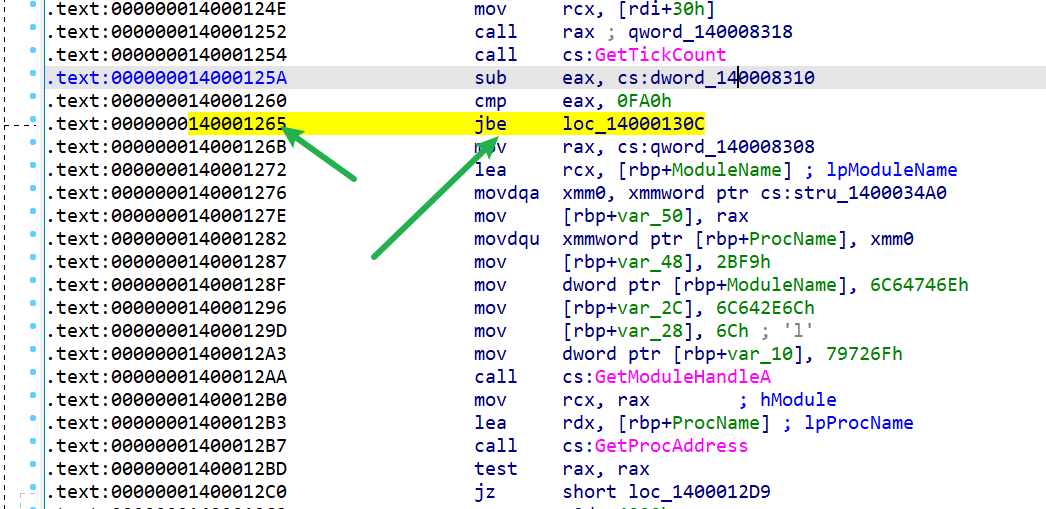 .text:000000014000124E mov rcx, [rdi+30h]
.text:0000000140001252 call rax ; qword_140008318
.text:0000000140001254 call cs:GetTickCount
.text:000000014000125A sub eax, cs:dword_140008310
.text:0000000140001260 cmp eax, 0FA0h
.text:0000000140001265 jbe loc_14000130C
.text:000000014000126B mov rax, cs:qword_140008308
.text:0000000140001272 lea rcx, [rbp+ModuleName] ; lpModuleName
.text:0000000140001276 movdqa xmm0, xmmword ptr cs:stru_1400034A0
.text:000000014000127E mov [rbp+var_50], rax
.text:0000000140001282 movdqu xmmword ptr [rbp+ProcName], xmm0
.text:0000000140001287 mov [rbp+var_48], 2BF9h
.text:000000014000128F mov dword ptr [rbp+ModuleName], 6C64746Eh
.text:0000000140001296 mov [rbp+var_2C], 6C642E6Ch
.text:000000014000129D mov [rbp+var_28], 6Ch ; 'l'
.text:00000001400012A3 mov dword ptr [rbp+var_10], 79726Fh
.text:00000001400012AA call cs:GetModuleHandleA
.text:00000001400012B0 mov rcx, rax ; hModule
.text:00000001400012B3 lea rdx, [rbp+ProcName] ; lpProcName
.text:00000001400012B7 call cs:GetProcAddress
.text:00000001400012BD test rax, rax
.text:00000001400012C0 jz short loc_1400012D9